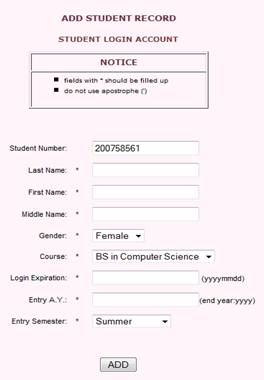 ADD STUDENT RECORD
STUDENT LOGIN ACCOUNT
NOTICE
fields with * should be filled up
do not use apostrophe (')
Student Number: 200758561
Last Name: *
First Name: *
Middle Name: *
Gender: * Female
Course: * BS in Computer Science
Login Expiration: * (yyyymmdd)
Entry A.Y.: * (end year:yyyy)
Entry Semester: * Summer
ADD